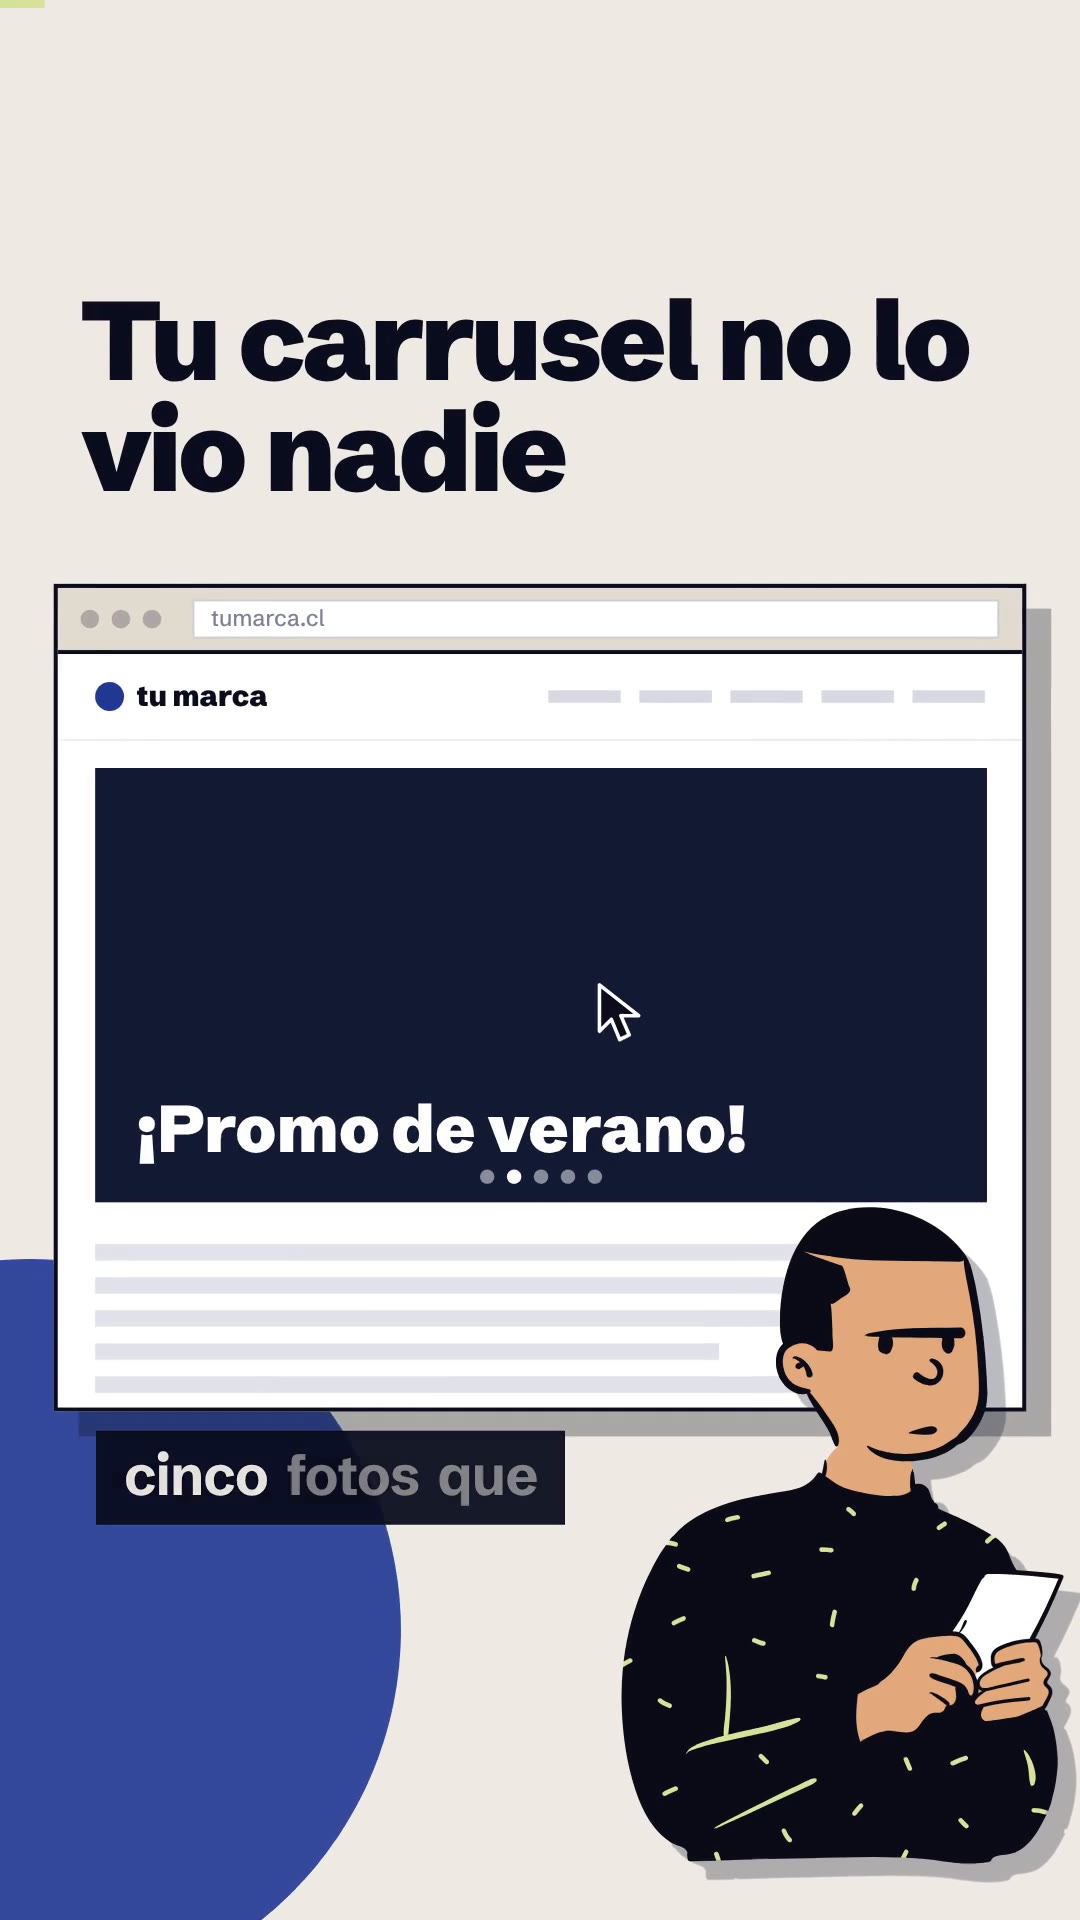 Tu carrusel no lo
vio nadie
tumarca.cl
tu marca
¡Promo de verano!
cinco fotos que